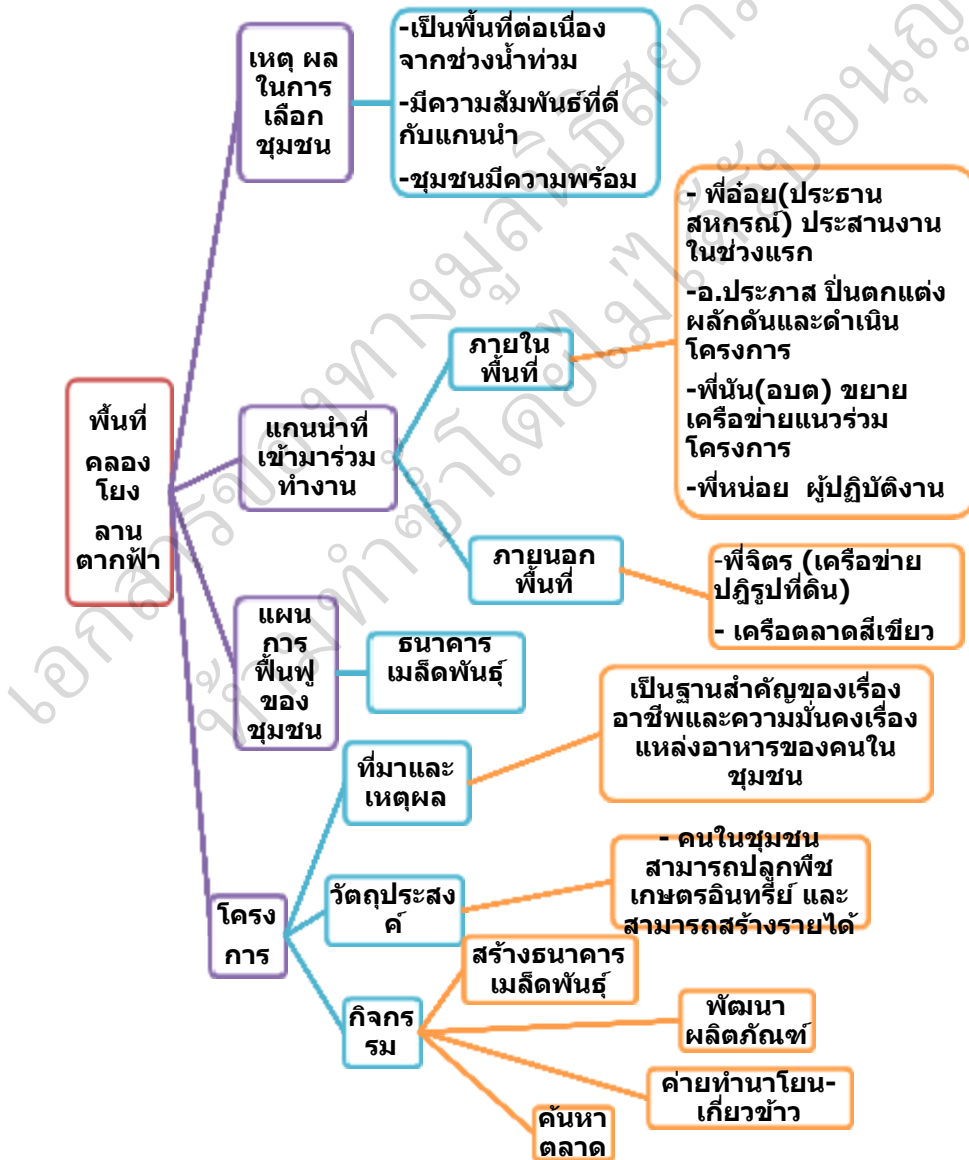 เหตุ ผล
ในการ
เลือก
ชุมชน
-เป็นพื้นที่ต่อเนื่อง
จากช่วงน้ำท่วม
-มีความสัมพันธ์ที่ดี
กับแกนนำ
-ชุมชนมีความพร้อม
- พี่อ๋อย(ประธาน
สหกรณ์) ประสานงาน
ในช่วงแรก
-อ.ประภาส ปิ่นตกแต่ง
ผลักดันและดำเนิน
โครงการ
-พี่นัน(อบต) ขยาย
เครือข่ายแนวร่วม
โครงการ
-พี่หน่อย ผู้ปฏิบัติงาน
ภายใน
พื้นที่
พื้นที่
คลอง
โยง
ลาน
ตากฟ้า
แกนนำที่
เข้ามาร่วม
ทำงาน
ภายนอก
พื้นที่
-พี่จิตร (เครือข่าย
ปฎิรูปที่ดิน)
- เครือตลาดสีเขียว
แผน
การ
ฟื้นฟู
ของ
ชุมชน
ธนาคาร
เมล็ดพันธุ์
ที่มาและ
เหตุผล
เป็นฐานสำคัญของเรื่อง
อาชีพและความมั่นคงเรื่อง
แหล่งอาหารของคนใน
ชุมชน
โครง
การ
วัตถุประสง
ค์
- คนในชุมชน
สามารถปลูกพืช
เกษตรอินทรีย์ และ
สามารถสร้างรายได้
กิจกร
รม
สร้างธนาคาร
เมล็ดพันธุ์
พัฒนา
ผลิตภัณฑ์
ค่ายทำนาโยน-
เกี่ยวข้าว
ค้นหา
ตลาด